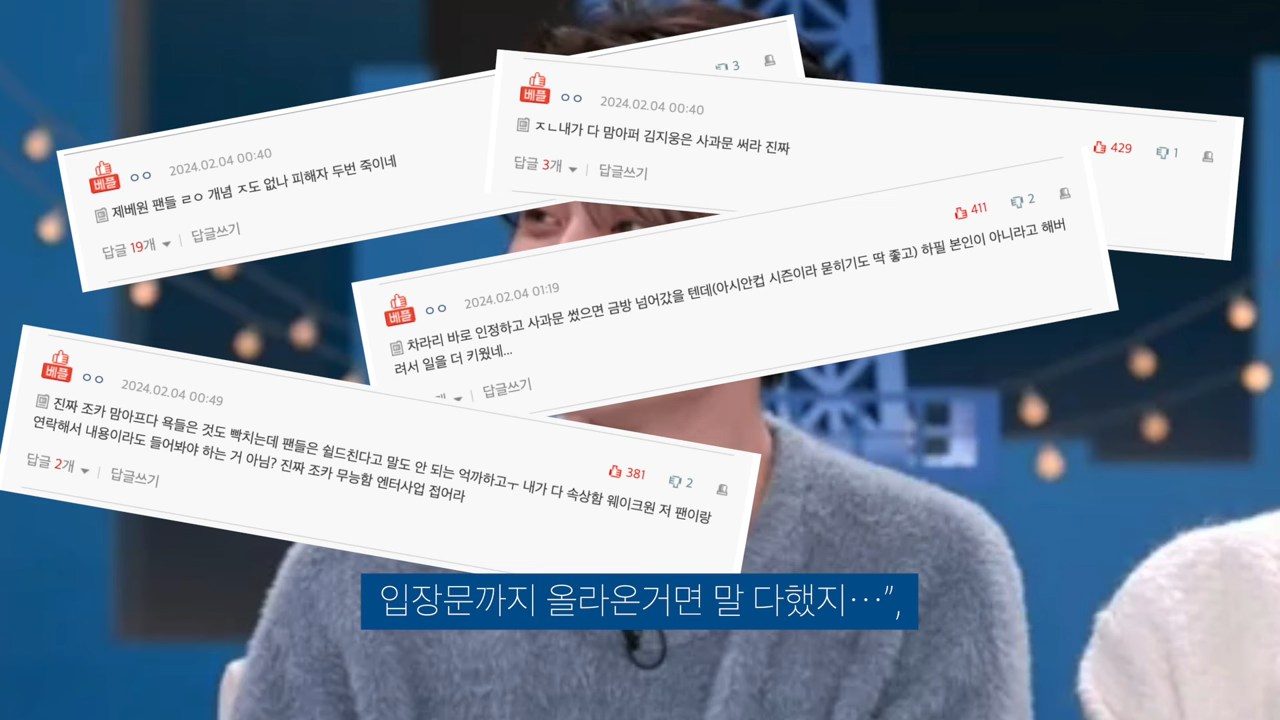 3
베플 ㅇㅇ 2024.02.04 00:40
제베원 팬들 ㄹㅇ 개념 ㅈ도 없나 피해자 두번 죽이네
답글 19개 답글쓰기
베플 ㅇㅇ 2024.02.04 00:40
ㅈㄴ내가 다 맘아퍼 김지웅은 사과문 써라 진짜
답글 3개 답글쓰기
429 1
411 2
베플 ㅇㅇ 2024.02.04 01:19
차라리 바로 인정하고 사과문 썼으면 금방 넘어갔을 텐데(아시안컵 시즌이라 묻히기도 딱 좋고) 하필 본인이 아니라고 해버
려서 일을 더 키웠네...
답글쓰기
베플 ㅇㅇ 2024.02.04 00:49
381 2
진짜 조카 맘아프다 욕들은 것도 빡치는데 팬들은 쉴드친다고 말도 안 되는 억까하고ㅜ 내가 다 속상함 웨이크원 저 팬이랑
연락해서 내용이라도 들어봐야 하는 거 아님? 진짜 조카 무능함 엔터사업 접어라
답글 2개 답글쓰기
입장문까지 올라온거면 말 다했지…”,